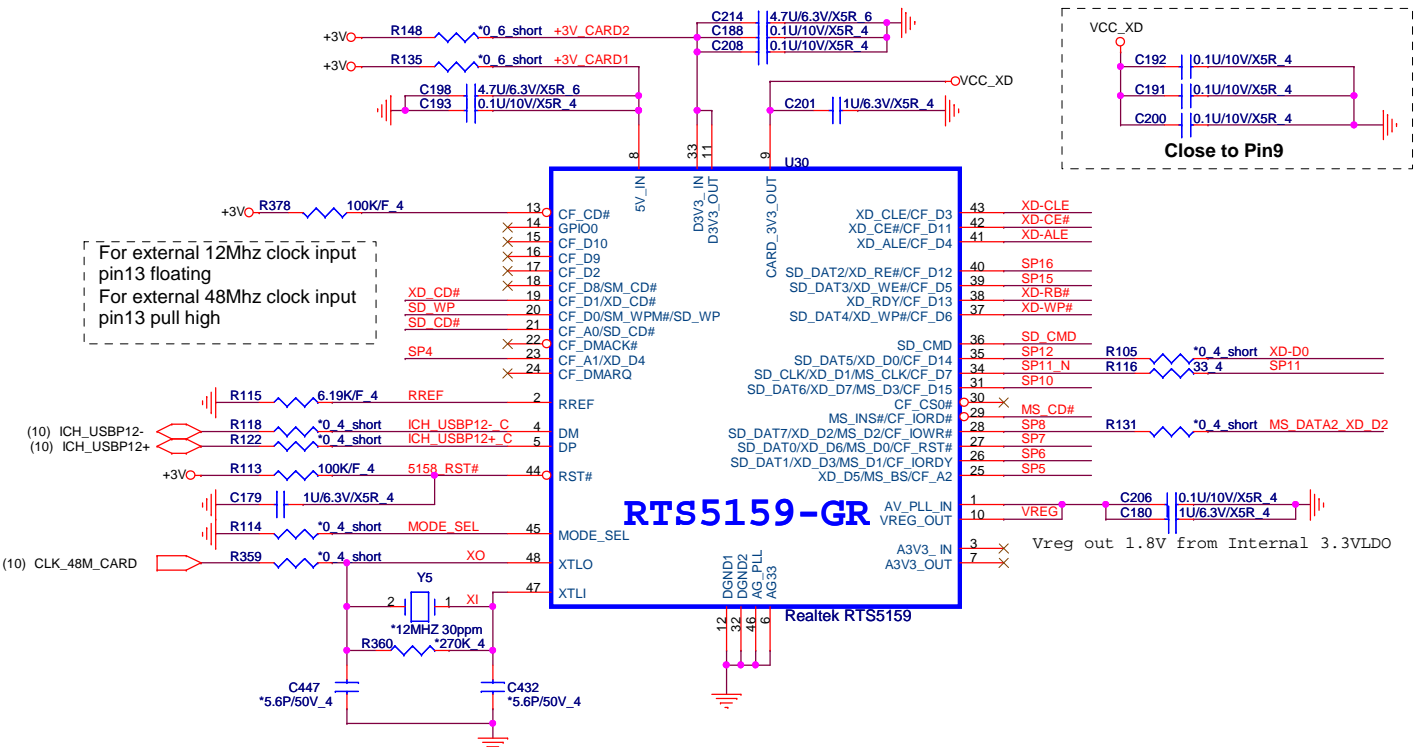 +3V R148 *0_6_short +3V_CARD2
+3V R135 *0_6_short +3V_CARD1
C198 4.7U/6.3V/X5R_6
C193 0.1U/10V/X5R_4
C214 4.7U/6.3V/X5R_6
C188 0.1U/10V/X5R_4
C208 0.1U/10V/X5R_4
VCC_XD
C201 1U/6.3V/X5R_4
VCC_XD
C192 0.1U/10V/X5R_4
C191 0.1U/10V/X5R_4
C200 0.1U/10V/X5R_4
Close to Pin9
U30
8 5V_IN
33 D3V3_IN
11 D3V3_OUT
9 CARD_3V3_OUT
+3V R378 100K/F_4 13 CF_CD#
14 GPIO0
15 CF_D10
16 CF_D9
17 CF_D2
18 CF_D8/SM_CD#
XD_CD# 19 CF_D1/XD_CD#
SD_WP 20 CF_D0/SM_WPM#/SD_WP
SD_CD# 21 CF_A0/SD_CD#
22 CF_DMACK#
SP4 23 CF_A1/XD_D4
24 CF_DMARQ
For external 12Mhz clock input
pin13 floating
For external 48Mhz clock input
pin13 pull high
R115 6.19K/F_4 RREF 2 RREF
(10) ICH_USBP12- R118 *0_4_short ICH_USBP12-_C 4 DM
(10) ICH_USBP12+ R122 *0_4_short ICH_USBP12+_C 5 DP
+3V R113 100K/F_4 5158_RST# 44 RST#
C179 1U/6.3V/X5R_4
R114 *0_4_short MODE_SEL 45 MODE_SEL
(10) CLK_48M_CARD R359 *0_4_short XO 48 XTLO
47 XTLI
Y5
2 1 XI
*12MHZ 30ppm
R360 *270K_4
C447
*5.6P/50V_4
C432
*5.6P/50V_4
XD_CLE/CF_D3 43 XD-CLE
XD_CE#/CF_D11 42 XD-CE#
XD_ALE/CF_D4 41 XD-ALE
SD_DAT2/XD_RE#/CF_D12 40 SP16
SD_DAT3/XD_WE#/CF_D5 39 SP15
XD_RDY/CF_D13 38 XD-RB#
SD_DAT4/XD_WP#/CF_D6 37 XD-WP#
SD_CMD 36 SD_CMD
SD_DAT5/XD_D0/CF_D14 35 SP12 R105 *0_4_short XD-D0
SD_CLK/XD_D1/MS_CLK/CF_D7 34 SP11_N R116 33_4 SP11
SD_DAT6/XD_D7/MS_D3/CF_D15 31 SP10
CF_CS0# 30
MS_INS#/CF_IORD# 29 MS_CD#
SD_DAT7/XD_D2/MS_D2/CF_IOWR# 28 SP8 R131 *0_4_short MS_DATA2_XD_D2
SD_DAT0/XD_D6/MS_D0/CF_RST# 27 SP7
SD_DAT1/XD_D3/MS_D1/CF_IORDY 26 SP6
XD_D5/MS_BS/CF_A2 25 SP5
RTS5159-GR
AV_PLL_IN 1
VREG_OUT 10 VREG
C206 0.1U/10V/X5R_4
C180 1U/6.3V/X5R_4
Vreg out 1.8V from Internal 3.3VLDO
A3V3_IN 3
A3V3_OUT 7
DGND1 12
DGND2 32
AG_PLL 46
AG33 6
Realtek RTS5159